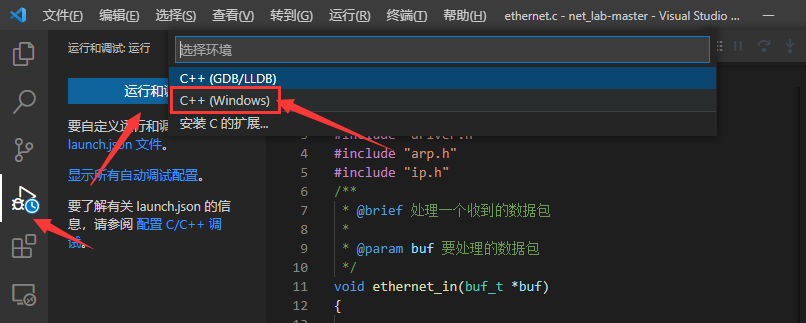 文件(F) 编辑(E) 选择(S) 查看(V) 转到(G) 运行(R) 终端(T) 帮助(H) ethernet.c - net_lab-master - Visual Studio
运行和调试: 运行
选择环境
C++ (GDB/LLDB)
C++ (Windows)
安装 C 的扩展...
运行和
要自定义运行和
launch.json 文件。
显示所有自动调试配置。
要了解有关 launch.json 的信
息，请参阅 配置 C/C++ 调
试。
4 #include "arp.h"
5 #include "ip.h"
6 /**
7 * @brief 处理一个收到的数据包
8 *
9 * @param buf 要处理的数据包
10 */
11 void ethernet_in(buf_t *buf)
12 {